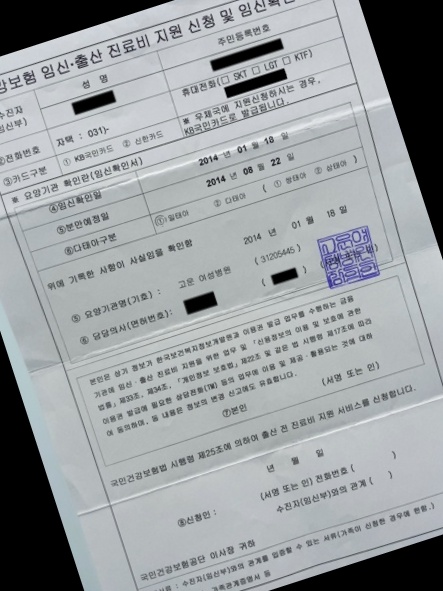 강보험 임신·출산 진료비 지원 신청 및 임신확인
수진자
(임신부)
성 명
주민등록번호
휴대전화(□ SKT □ LGT □ KTF)
②전화번호
자택 : 031)-
※ 우체국에 지원신청하시는 경우,
KB국민카드로 발급됩니다.
③카드구분
① KB국민카드 ② 신한카드
※ 요양기관 확인란(임신확인서)
④임신확인일
2014 년 01 월 18 일
⑤분만예정일
2014 년 08 월 22 일
⑥다태아구분
①:일태아 ② 다태아 ( ① 쌍태아 ② 삼태아 )
위에 기록한 사항이 사실임을 확인함
2014 년 01 월 18 일
⑤ 요양기관명(기호) : 고운 여성병원 ( 31205445 )
⑥ 담당의사(면허번호): ( )
본인은 상기 정보가 한국보건복지정보개발원과 이용권 발급 업무를 수행하는 금융
기관에 임신·출산 진료비 지원을 위한 업무 및 「신용정보의 이용 및 보호에 관한
법률」제33조, 제34조, 「개인정보 보호법」제22조 및 같은 법 시행령 제17조에 따라
이용권 발급에 필요한 상담전화(TM) 등의 업무에 이용 및 제공·활용되는 것에 대하
여 동의하며, 동 내용은 정보의 변경 신고에도 유효합니다.
⑦본인 (서명 또는 인)
국민건강보험법 시행령 제25조에 의하여 출산 전 진료비 지원 서비스를 신청합니다.
년 월 일
⑧신청인 : (서명 또는 인) 전화번호 ( )
수진자(임신부)와의 관계 ( )
국민건강보험공단 이사장 귀하
수진자(임신부)와의 관계를 입증할 수 있는 서류(가족이 신청한 경우에 한함.)
가족관계증명서 등